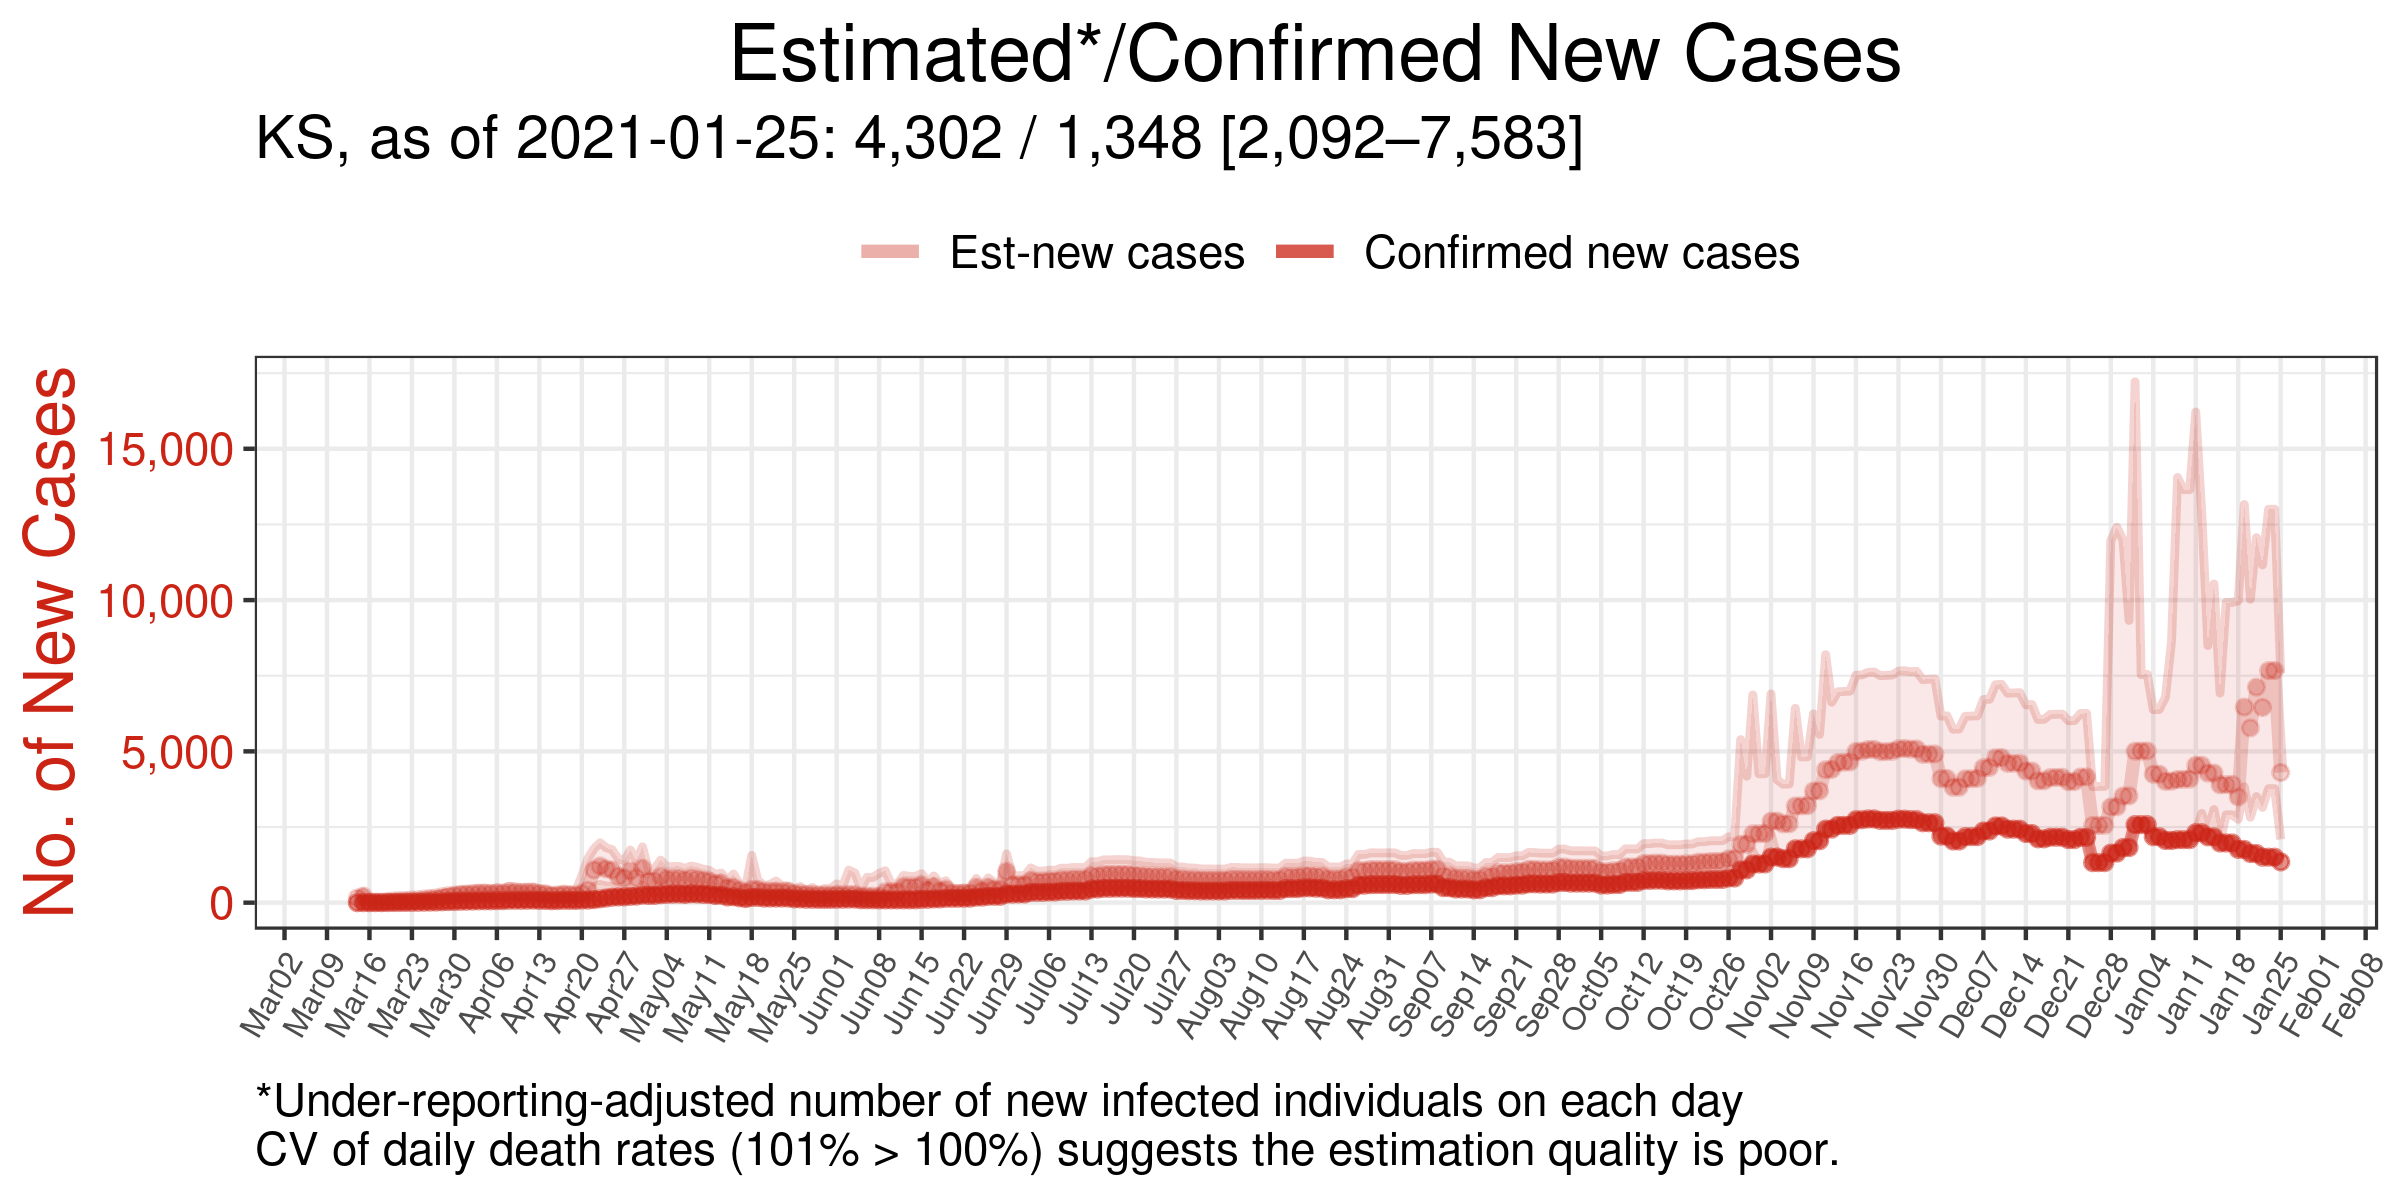 Estimated*/Confirmed New Cases
KS, as of 2021-01-25: 4,302 / 1,348 [2,092–7,583]
Est-new cases
Confirmed new cases
No. of New Cases
15,000
10,000
5,000
0
Mar02
Mar09
Mar16
Mar23
Mar30
Apr06
Apr13
Apr20
Apr27
May04
May11
May18
May25
Jun01
Jun08
Jun15
Jun22
Jun29
Jul06
Jul13
Jul20
Jul27
Aug03
Aug10
Aug17
Aug24
Aug31
Sep07
Sep14
Sep21
Sep28
Oct05
Oct12
Oct19
Oct26
Nov02
Nov09
Nov16
Nov23
Nov30
Dec07
Dec14
Dec21
Dec28
Jan04
Jan11
Jan18
Jan25
Feb01
Feb08
*Under-reporting-adjusted number of new infected individuals on each day
CV of daily death rates (101% > 100%) suggests the estimation quality is poor.